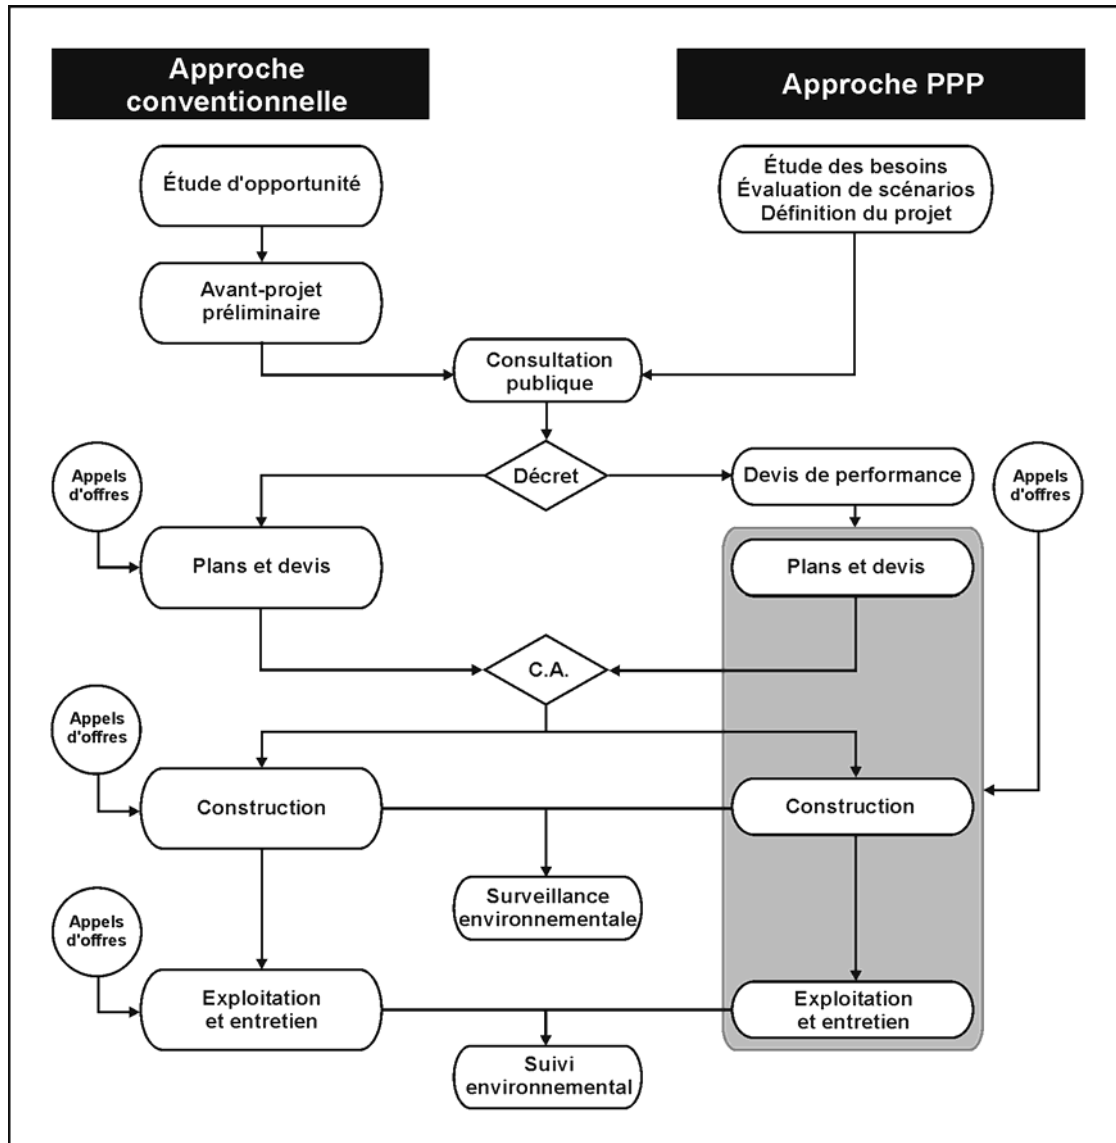 Approche
conventionnelle
Approche PPP
Étude d'opportunité
Étude des besoins
Évaluation de scénarios
Définition du projet
Avant-projet
préliminaire
Consultation
publique
Appels
d'offres
Décret
Devis de performance
Appels
d'offres
Plans et devis
Plans et devis
C.A.
Appels
d'offres
Construction
Construction
Surveillance
environnementale
Appels
d'offres
Exploitation
et entretien
Exploitation
et entretien
Suivi
environnemental